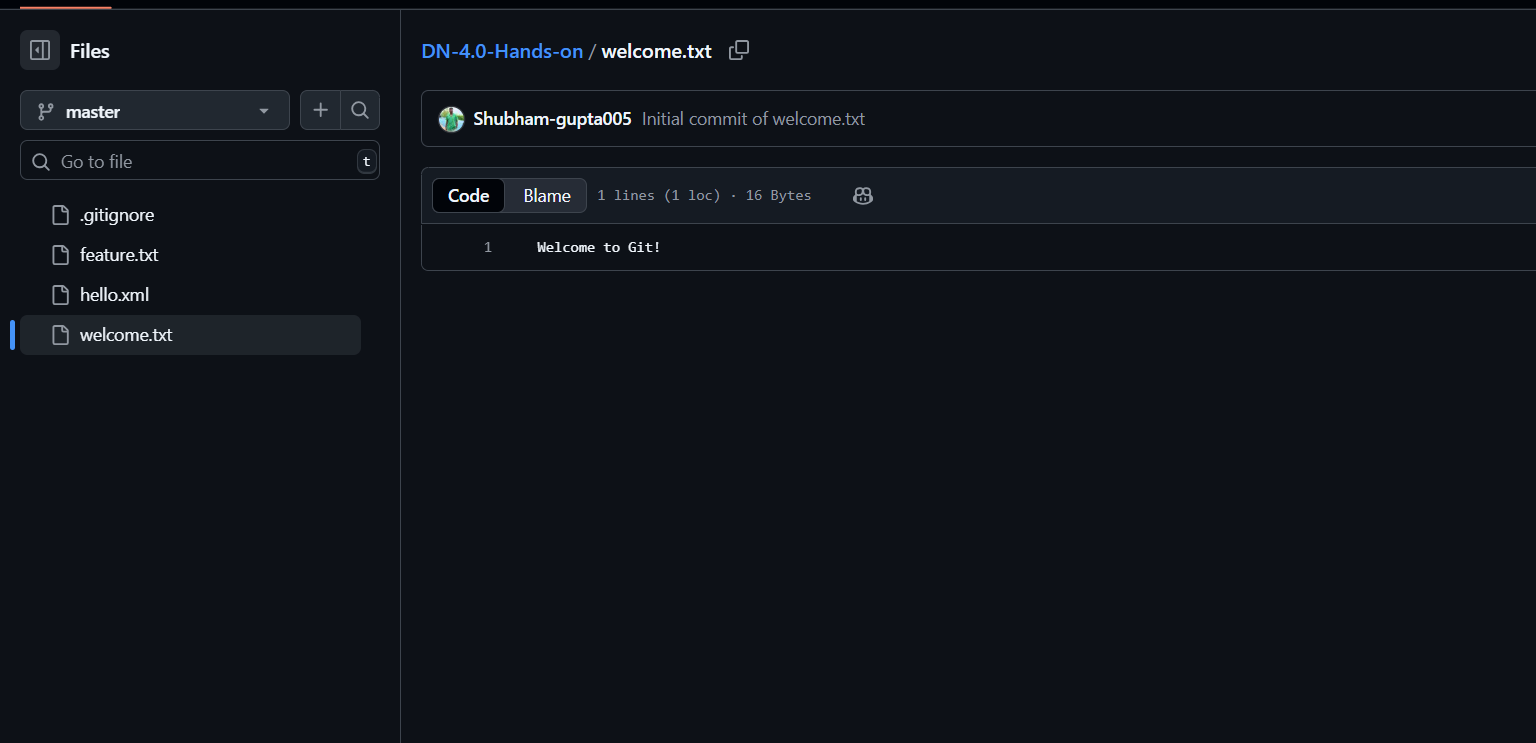 Files
master
Go to file
t
.gitignore
feature.txt
hello.xml
welcome.txt
DN-4.0-Hands-on / welcome.txt
Shubham-gupta005 Initial commit of welcome.txt
Code Blame 1 lines (1 loc) · 16 Bytes
1 Welcome to Git!